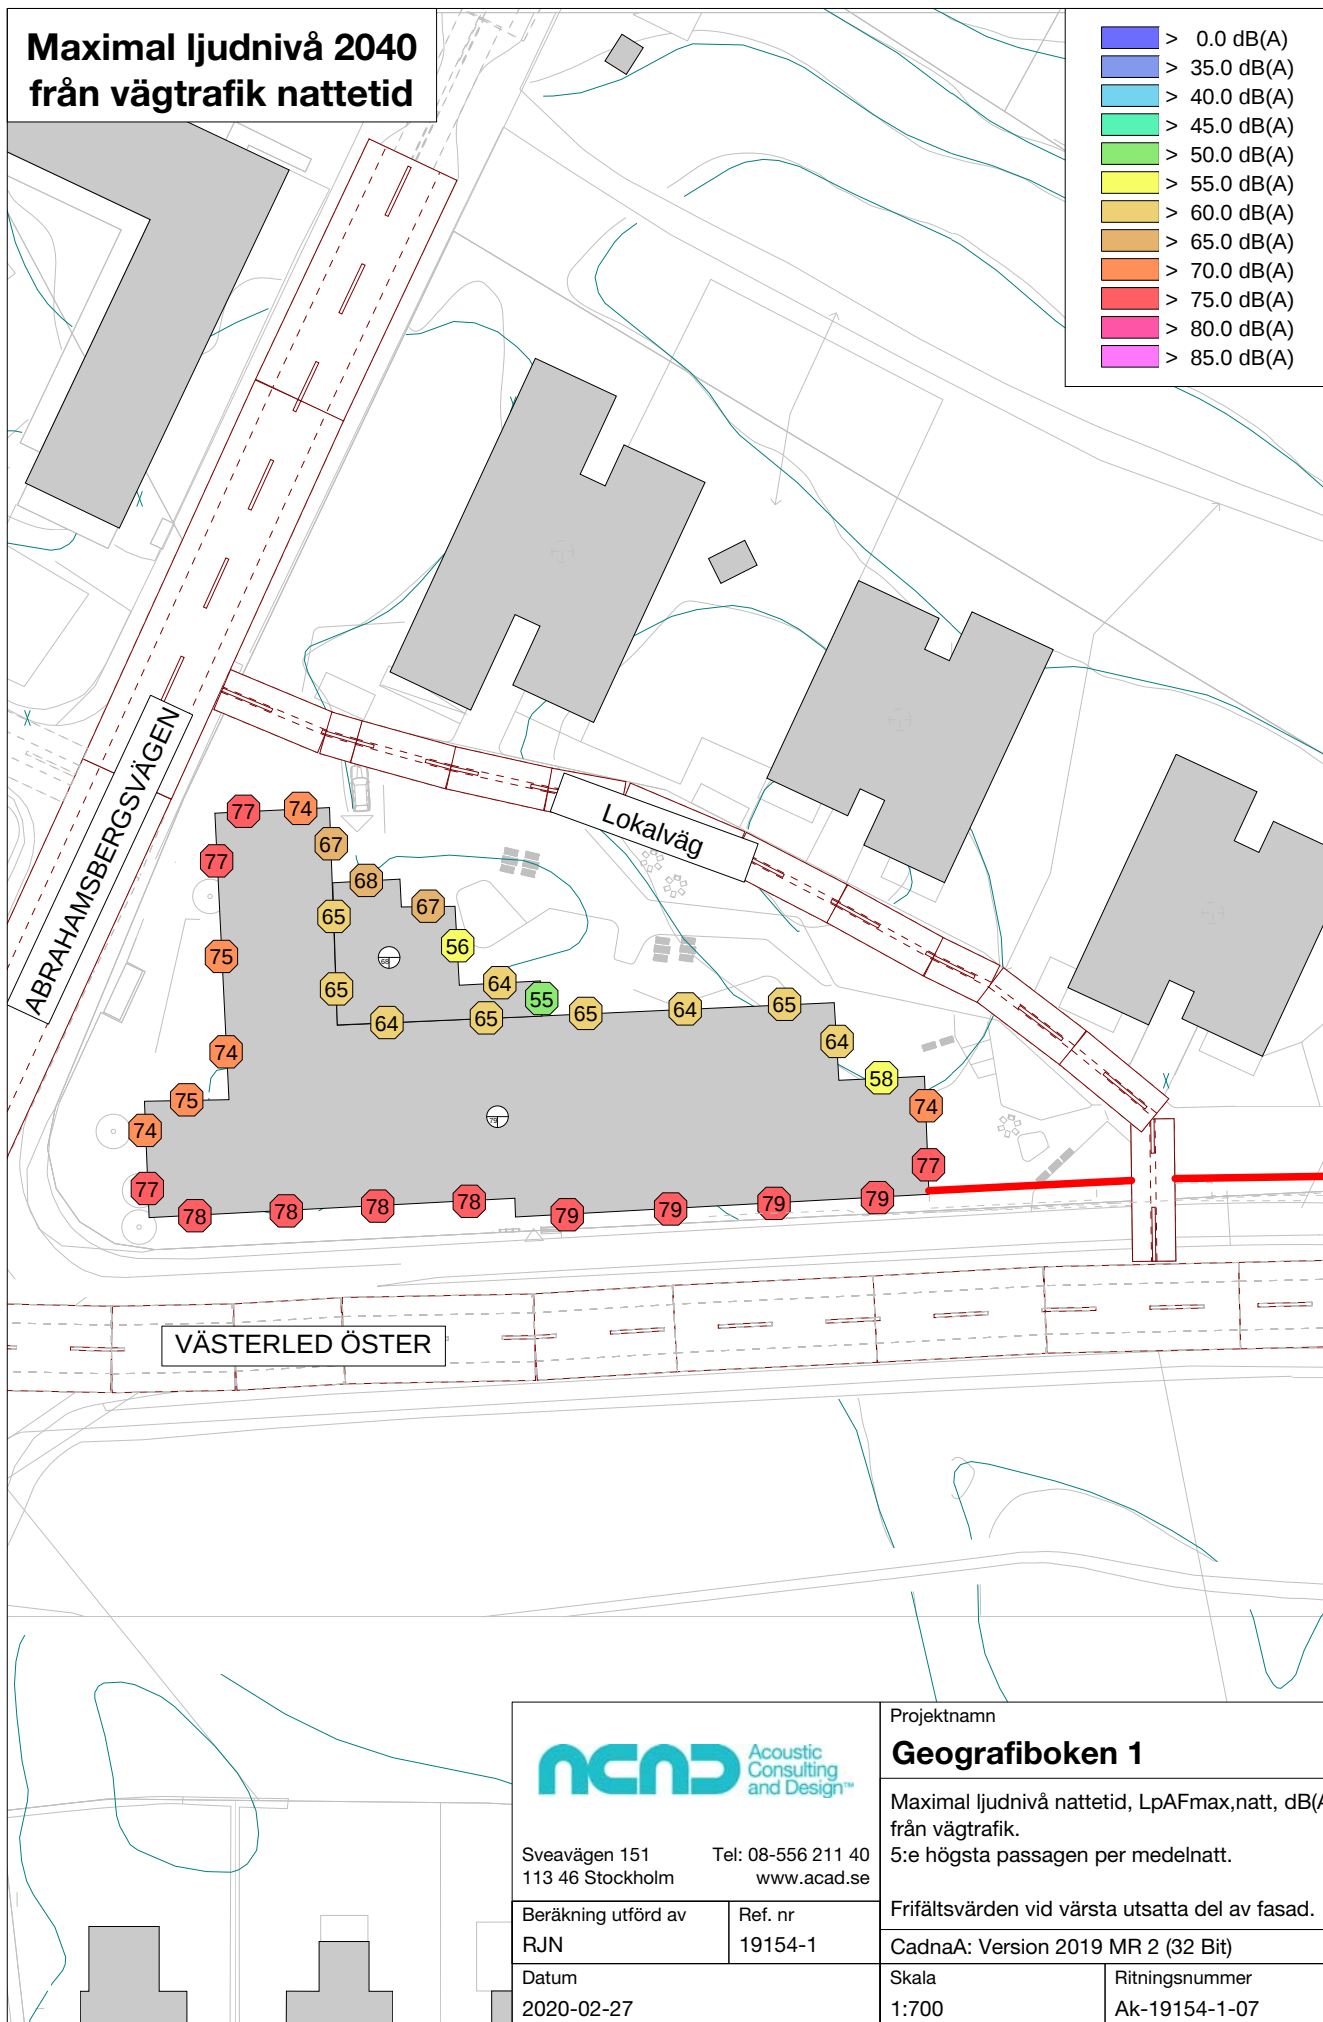 Maximal ljudnivå 2040
från vägtrafik nattetid
> 0.0 dB(A)
> 35.0 dB(A)
> 40.0 dB(A)
> 45.0 dB(A)
> 50.0 dB(A)
> 55.0 dB(A)
> 60.0 dB(A)
> 65.0 dB(A)
> 70.0 dB(A)
> 75.0 dB(A)
> 80.0 dB(A)
> 85.0 dB(A)
ABRAHAMSBERGSVÄGEN
Lokalväg
77
74
77
67
68
67
65
56
75
65
64
55
64
65
65
64
65
74
64
75
58
74
74
77
77
78
78
78
78
79
79
79
79
68
79
VÄSTERLED ÖSTER
ACAD
Acoustic
Consulting
and Design™
Sveavägen 151
113 46 Stockholm
Tel: 08-556 211 40
www.acad.se
Beräkning utförd av
RJN
Ref. nr
19154-1
Datum
2020-02-27
Projektnamn
Geografiboken 1
Maximal ljudnivå nattetid, LpAFmax,natt, dB(A
från vägtrafik.
5:e högsta passagen per medelnatt.
Frifältsvärden vid värsta utsatta del av fasad.
CadnaA: Version 2019 MR 2 (32 Bit)
Skala
1:700
Ritningsnummer
Ak-19154-1-07